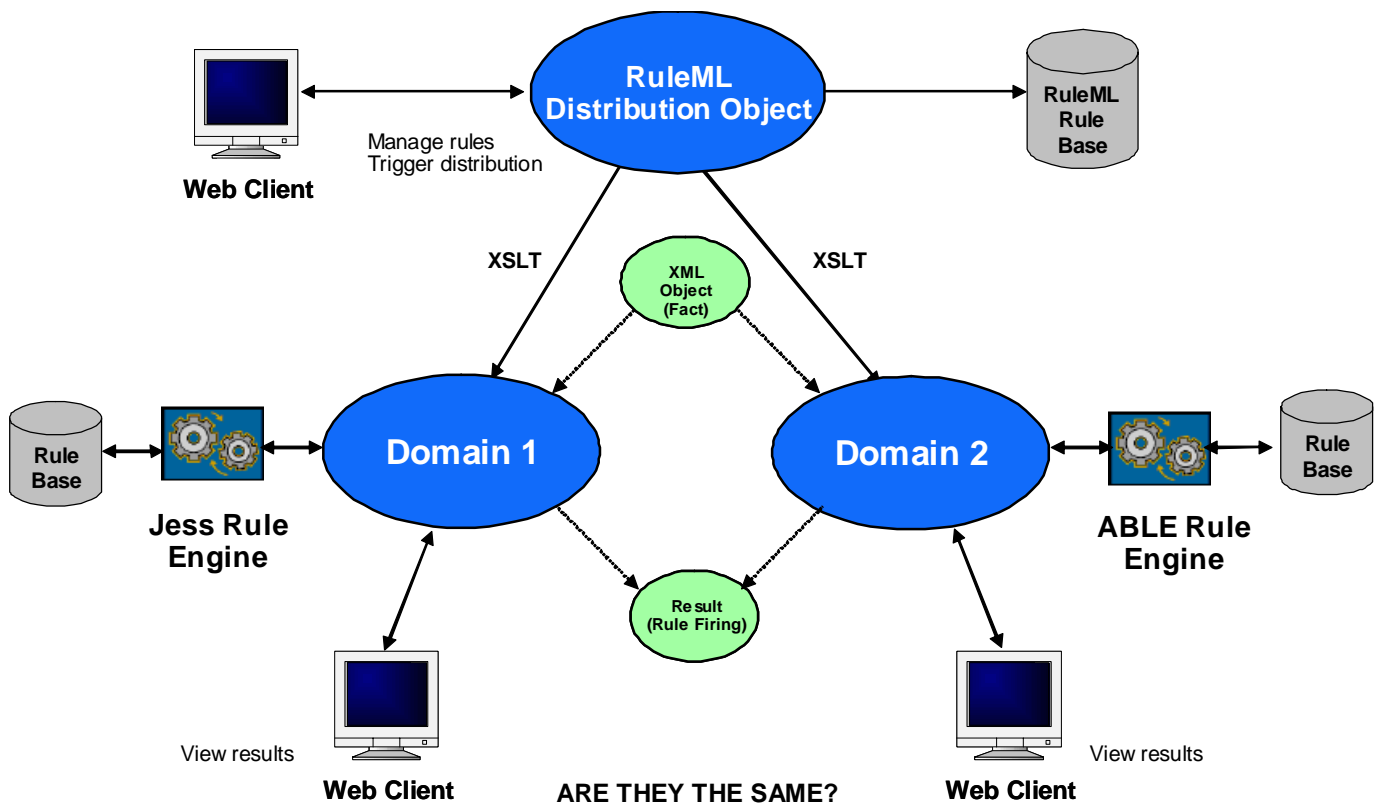 RuleML
Distribution Object
RuleML
Rule
Base
Manage rules
Trigger distribution
Web Client
XSLT
XSLT
XML
Object
(Fact)
Rule
Base
Domain 1
Domain 2
Rule
Base
Jess Rule
Engine
ABLE Rule
Engine
Result
(Rule Firing)
View results
View results
Web Client
ARE THEY THE SAME?
Web Client